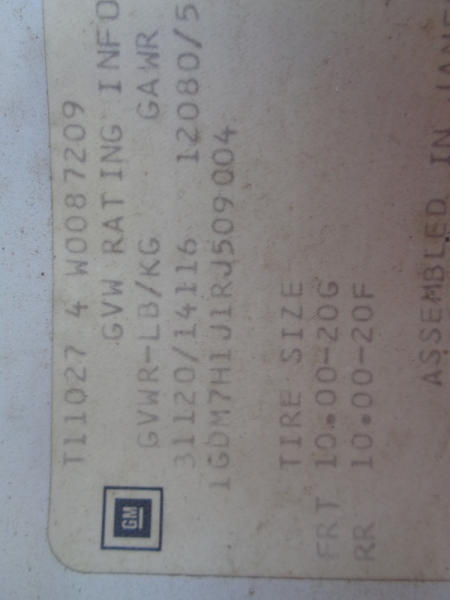 T11027 4 W0087209
GVW RATING INFO
GVWR-LB/KG GAWR
31120/14116 12080/5
1GDM7H1J1RJ509004
TIRE SIZE
FRT 10.00-20G
RR 10.00-20F
ASSEMBLED IN JANE
GM